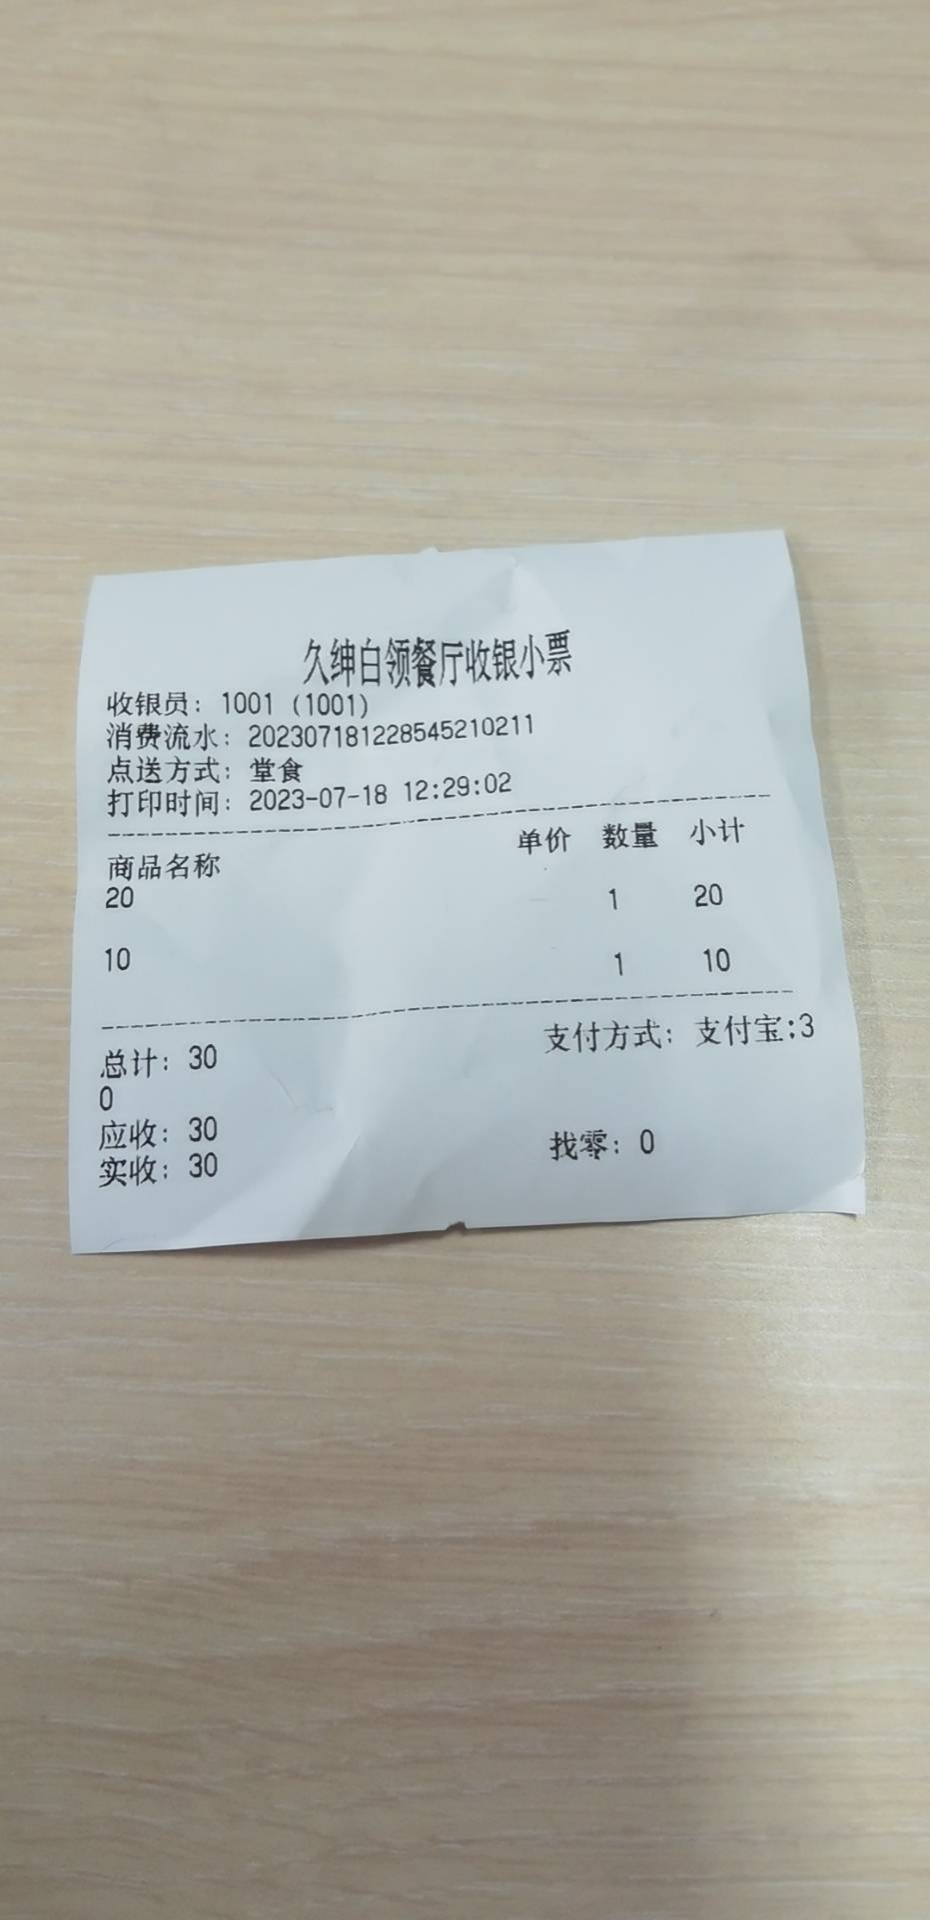 久绅白领餐厅收银小票
收银员: 1001 (1001)
消费流水: 202307181228545210211
点送方式: 堂食
打印时间: 2023-07-18 12:29:02
商品名称 单价 数量 小计
20 1 20
10 1 10
总计: 30 支付方式: 支付宝:3
0
应收: 30
实收: 30 找零: 0